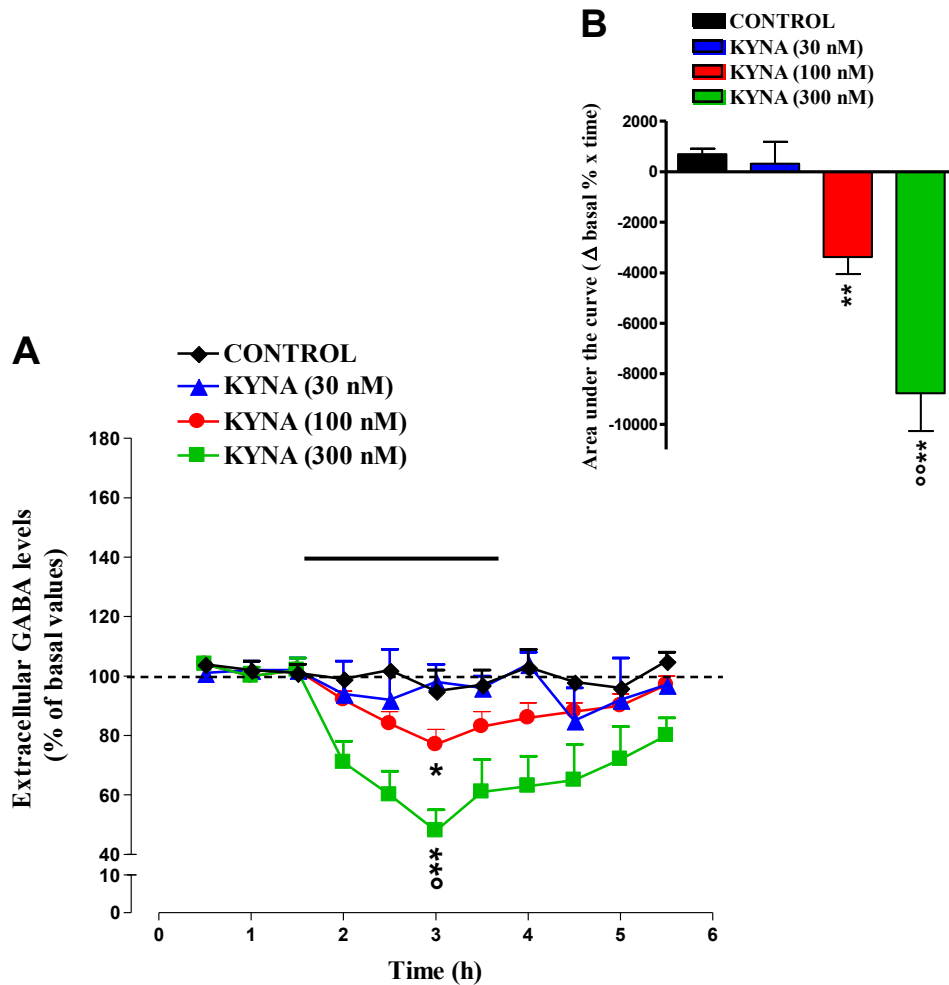 B
CONTROL
KYNA (30 nM)
KYNA (100 nM)
KYNA (300 nM)
Area under the curve ( Δ basal % x time)
2000
0
-2000
-4000
-6000
-8000
-10000
**
°°**
A
CONTROL
KYNA (30 nM)
KYNA (100 nM)
KYNA (300 nM)
Extracellular GABA levels
(% of basal values)
180
160
140
120
100
80
60
40
10
0
*
°**
0 1 2 3 4 5 6
Time (h)